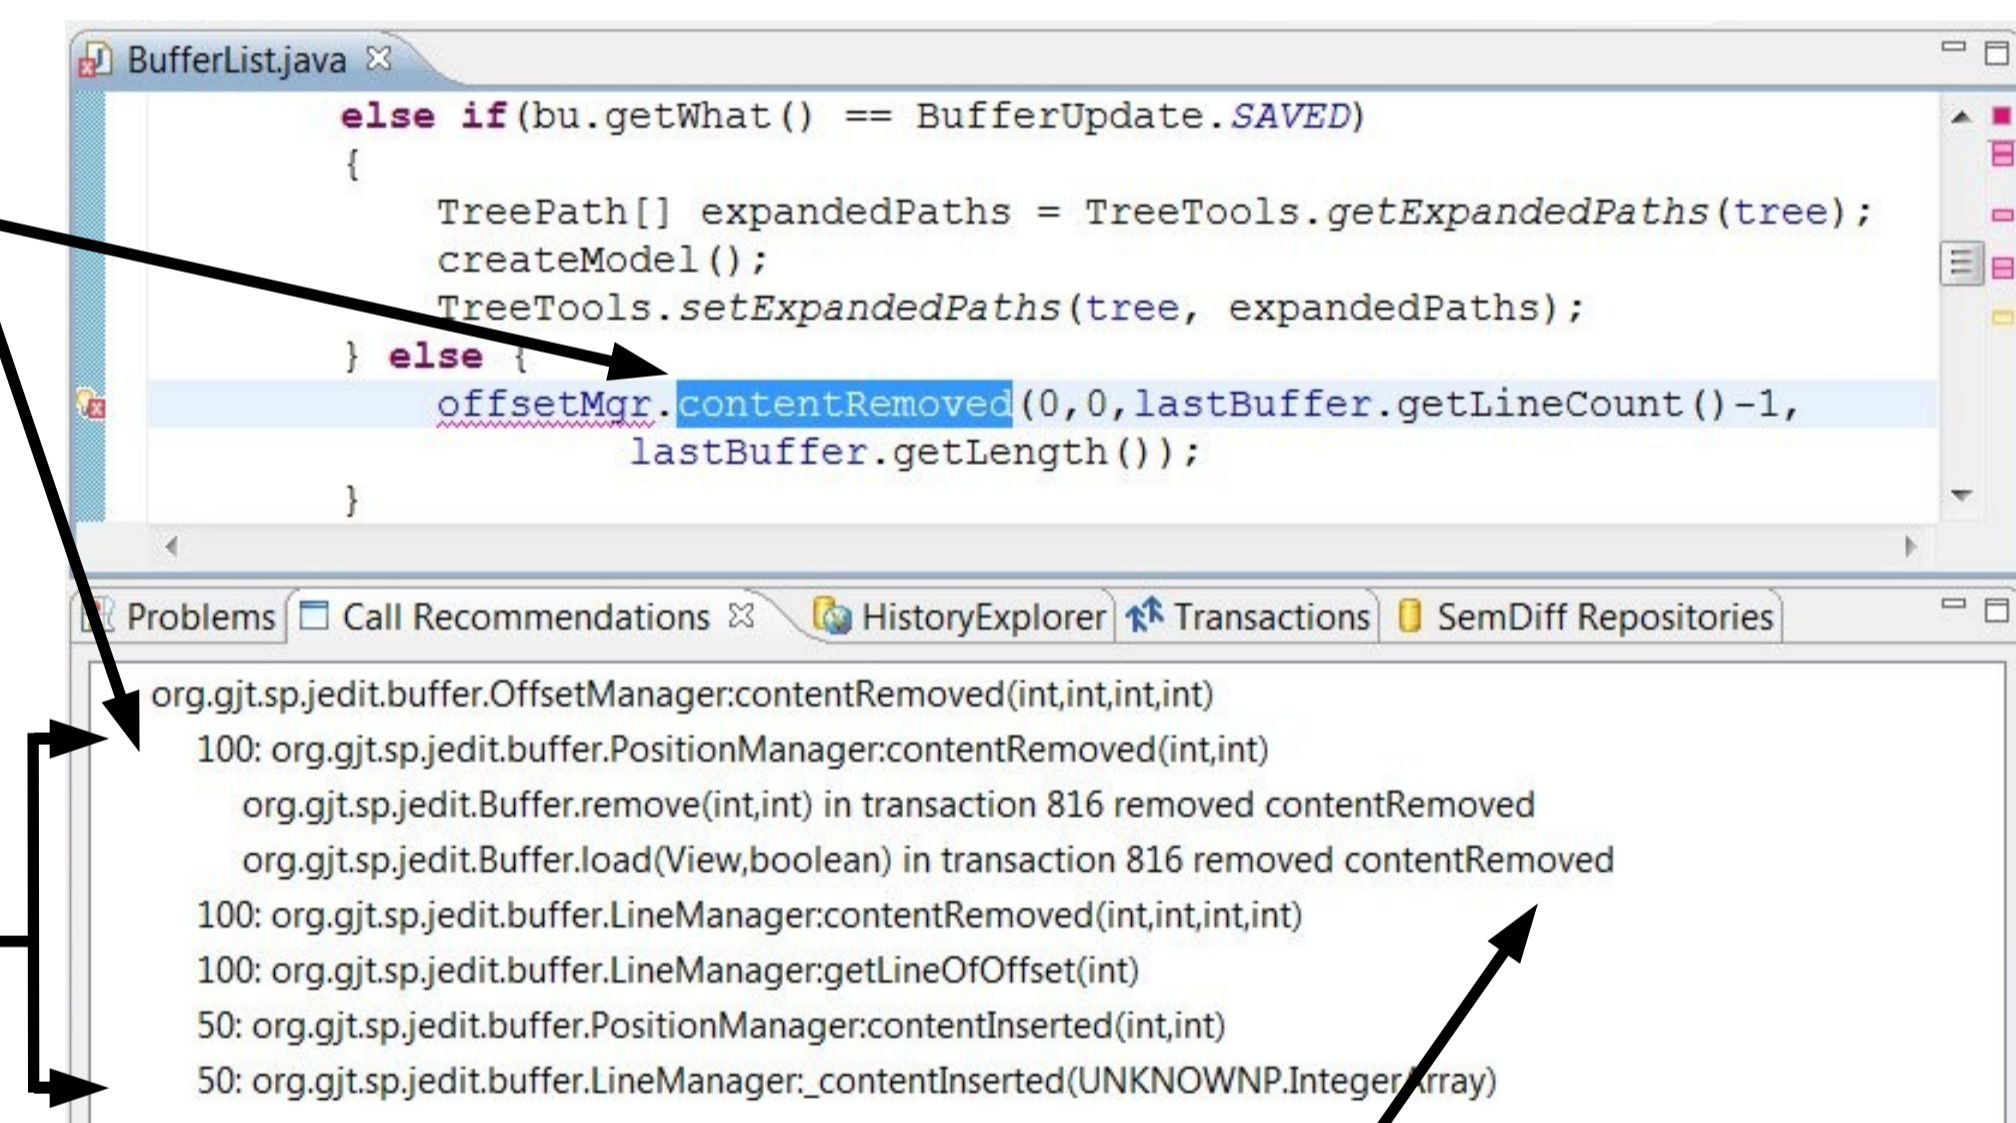 BufferList.java
else if(bu.getWhat() == BufferUpdate.SAVED)
{
TreePath[] expandedPaths = TreeTools.getExpandedPaths(tree);
createModel();
TreeTools.setExpandedPaths(tree, expandedPaths);
} else {
offsetMgr.contentRemoved(0,0,lastBuffer.getLineCount()-1,
lastBuffer.getLength());
}
Problems Call Recommendations HistoryExplorer Transactions SemDiff Repositories
org.gjt.sp.jedit.buffer.OffsetManager:contentRemoved(int,int,int,int)
100: org.gjt.sp.jedit.buffer.PositionManager:contentRemoved(int,int)
org.gjt.sp.jedit.Buffer.remove(int,int) in transaction 816 removed contentRemoved
org.gjt.sp.jedit.Buffer.load(View,boolean) in transaction 816 removed contentRemoved
100: org.gjt.sp.jedit.buffer.LineManager:contentRemoved(int,int,int,int)
100: org.gjt.sp.jedit.buffer.LineManager:getLineOfOffset(int)
50: org.gjt.sp.jedit.buffer.PositionManager:contentInserted(int,int)
50: org.gjt.sp.jedit.buffer.LineManager:_contentInserted(UNKNOWNP.IntegerArray)